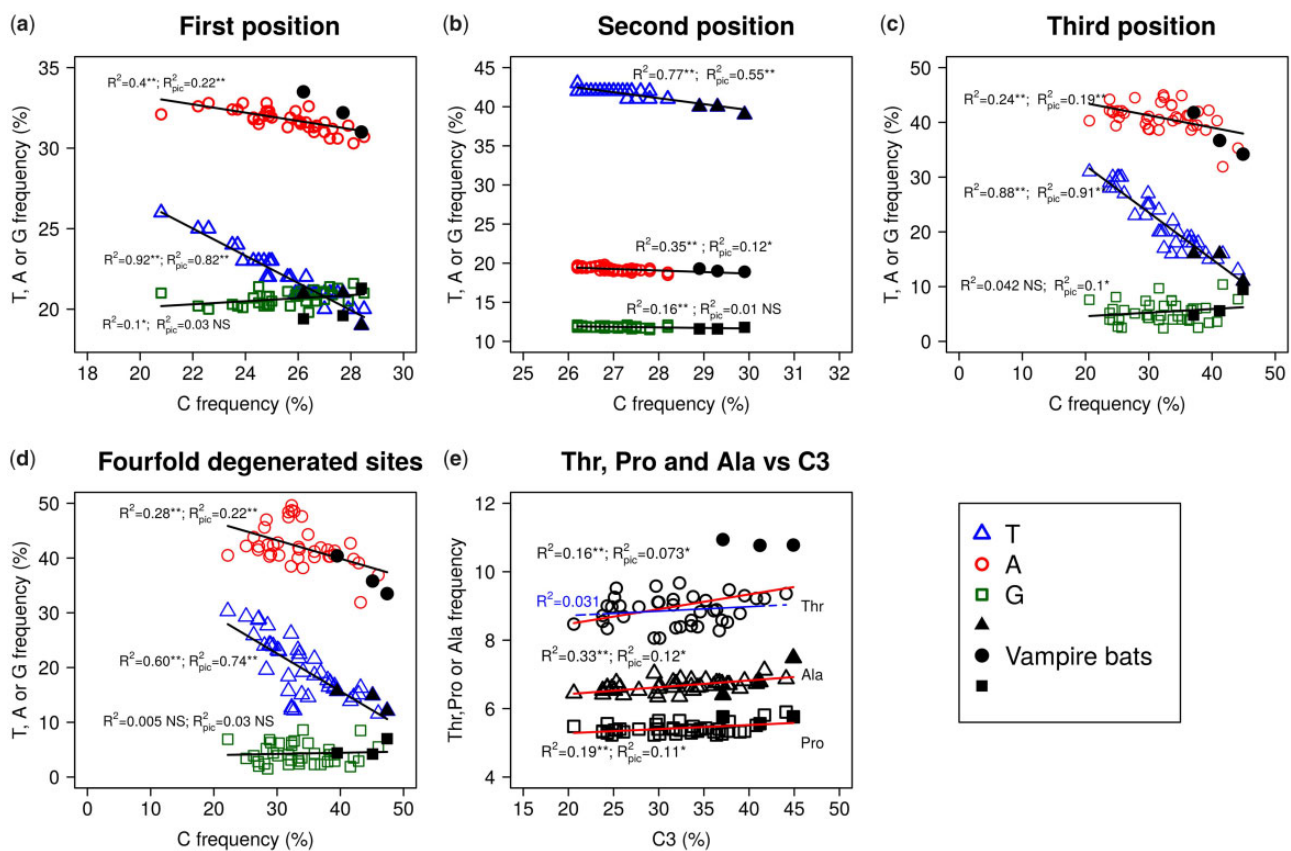 (a) First position
35
30
25
20
T, A or G frequency (%)
R²=0.4**; R²pic=0.22**
R²=0.92**; R²pic=0.82**
R²=0.1*; R²pic=0.03 NS
18 20 22 24 26 28 30
C frequency (%)
(b) Second position
45
40
35
30
25
20
15
10
T, A or G frequency (%)
R²=0.77**; R²pic=0.55**
R²=0.35** ; R²pic=0.12*
R²=0.16** ; R²pic=0.01 NS
25 26 27 28 29 30 31 32
C frequency (%)
(c) Third position
50
40
30
20
10
0
T, A or G frequency (%)
R²=0.24**; R²pic=0.19**
R²=0.88**; R²pic=0.91**
R²=0.042 NS; R²pic=0.1*
0 10 20 30 40 50
C frequency (%)
(d) Fourfold degenerated sites
50
40
30
20
10
0
T, A or G frequency (%)
R²=0.28**; R²pic=0.22**
R²=0.60**; R²pic=0.74**
R²=0.005 NS; R²pic=0.03 NS
0 10 20 30 40 50
C frequency (%)
(e) Thr, Pro and Ala vs C3
12
10
8
6
4
Thr,Pro or Ala frequency
R²=0.16**; R²pic=0.073*
R²=0.031
Thr
R²=0.33**; R²pic=0.12*
Ala
Pro
R²=0.19**; R²pic=0.11*
15 20 25 30 35 40 45 50
C3 (%)
T
A
G
Vampire bats